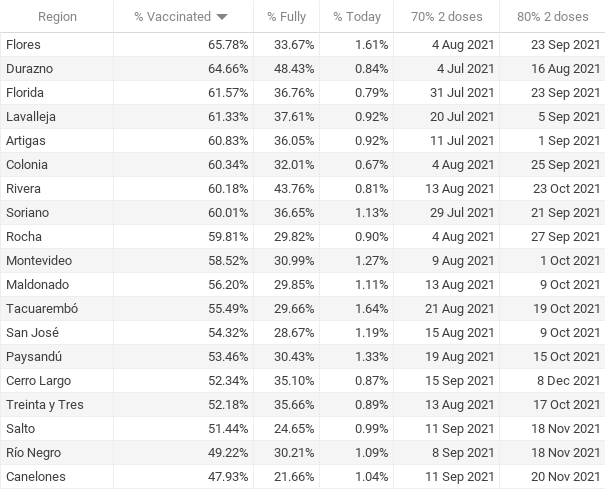 Region % Vaccinated % Fully % Today 70% 2 doses 80% 2 doses
Flores 65.78% 33.67% 1.61% 4 Aug 2021 23 Sep 2021
Durazno 64.66% 48.43% 0.84% 4 Jul 2021 16 Aug 2021
Florida 61.57% 36.76% 0.79% 31 Jul 2021 23 Sep 2021
Lavalleja 61.33% 37.61% 0.92% 20 Jul 2021 5 Sep 2021
Artigas 60.83% 36.05% 0.92% 11 Jul 2021 1 Sep 2021
Colonia 60.34% 32.01% 0.67% 4 Aug 2021 25 Sep 2021
Rivera 60.18% 43.76% 0.81% 13 Aug 2021 23 Oct 2021
Soriano 60.01% 36.65% 1.13% 29 Jul 2021 21 Sep 2021
Rocha 59.81% 29.82% 0.90% 4 Aug 2021 27 Sep 2021
Montevideo 58.52% 30.99% 1.27% 9 Aug 2021 1 Oct 2021
Maldonado 56.20% 29.85% 1.11% 13 Aug 2021 9 Oct 2021
Tacuarembó 55.49% 29.66% 1.64% 21 Aug 2021 19 Oct 2021
San José 54.32% 28.67% 1.19% 15 Aug 2021 9 Oct 2021
Paysandú 53.46% 30.43% 1.33% 19 Aug 2021 15 Oct 2021
Cerro Largo 52.34% 35.10% 0.87% 15 Sep 2021 8 Dec 2021
Treinta y Tres 52.18% 35.66% 0.89% 13 Aug 2021 17 Oct 2021
Salto 51.44% 24.65% 0.99% 11 Sep 2021 18 Nov 2021
Río Negro 49.22% 30.21% 1.09% 8 Sep 2021 18 Nov 2021
Canelones 47.93% 21.66% 1.04% 11 Sep 2021 20 Nov 2021